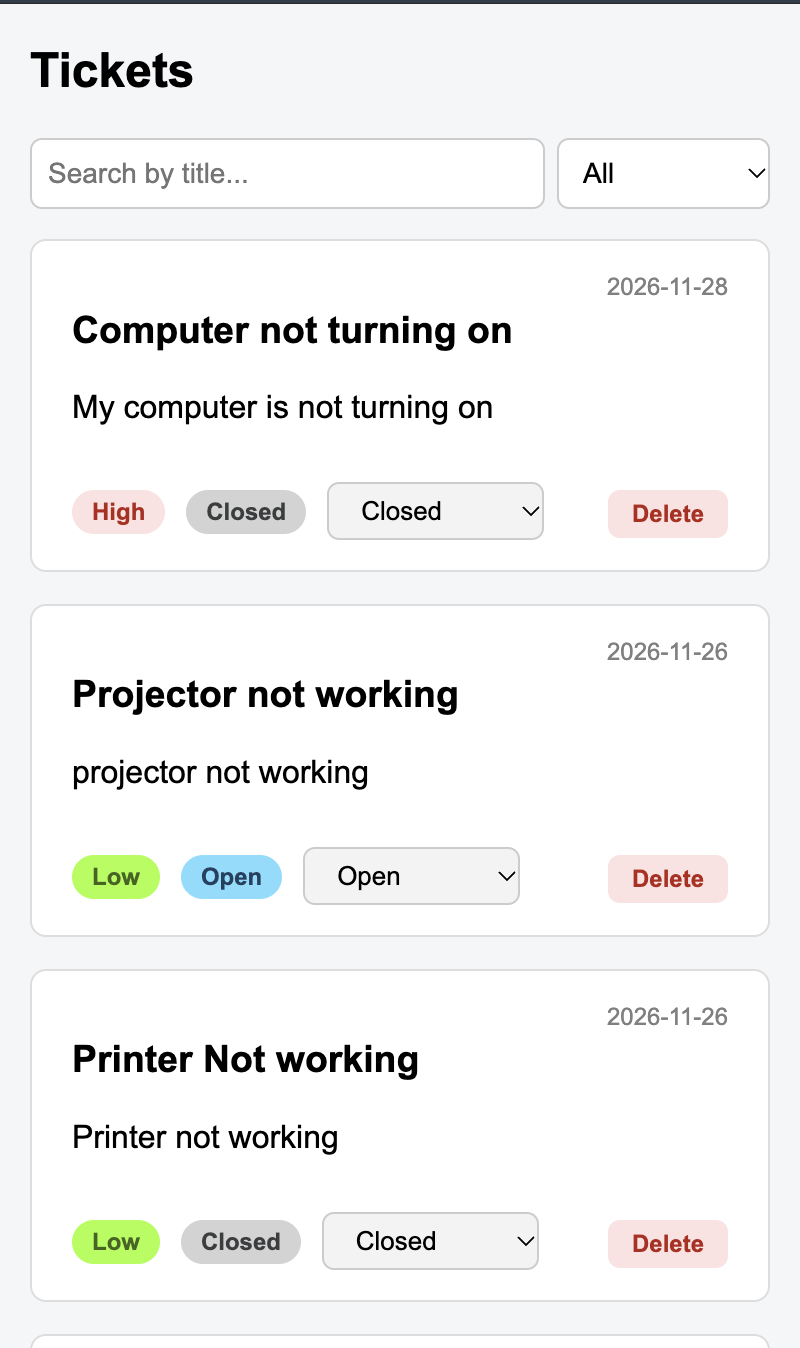 Tickets
Search by title... All
2026-11-28
Computer not turning on
My computer is not turning on
High Closed Closed Delete
2026-11-26
Projector not working
projector not working
Low Open Open Delete
2026-11-26
Printer Not working
Printer not working
Low Closed Closed Delete